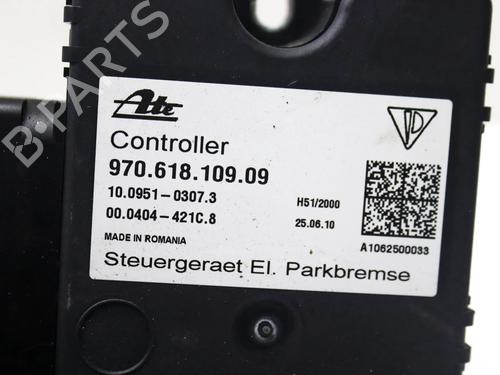 B-PARTS
Ate
Controller
970.618.109.09
10.0951-0307.3
H51/2000
00.0404-421C.8
25.06.10
MADE IN ROMANIA
A1062500033
Steuergeraet El. Parkbremse